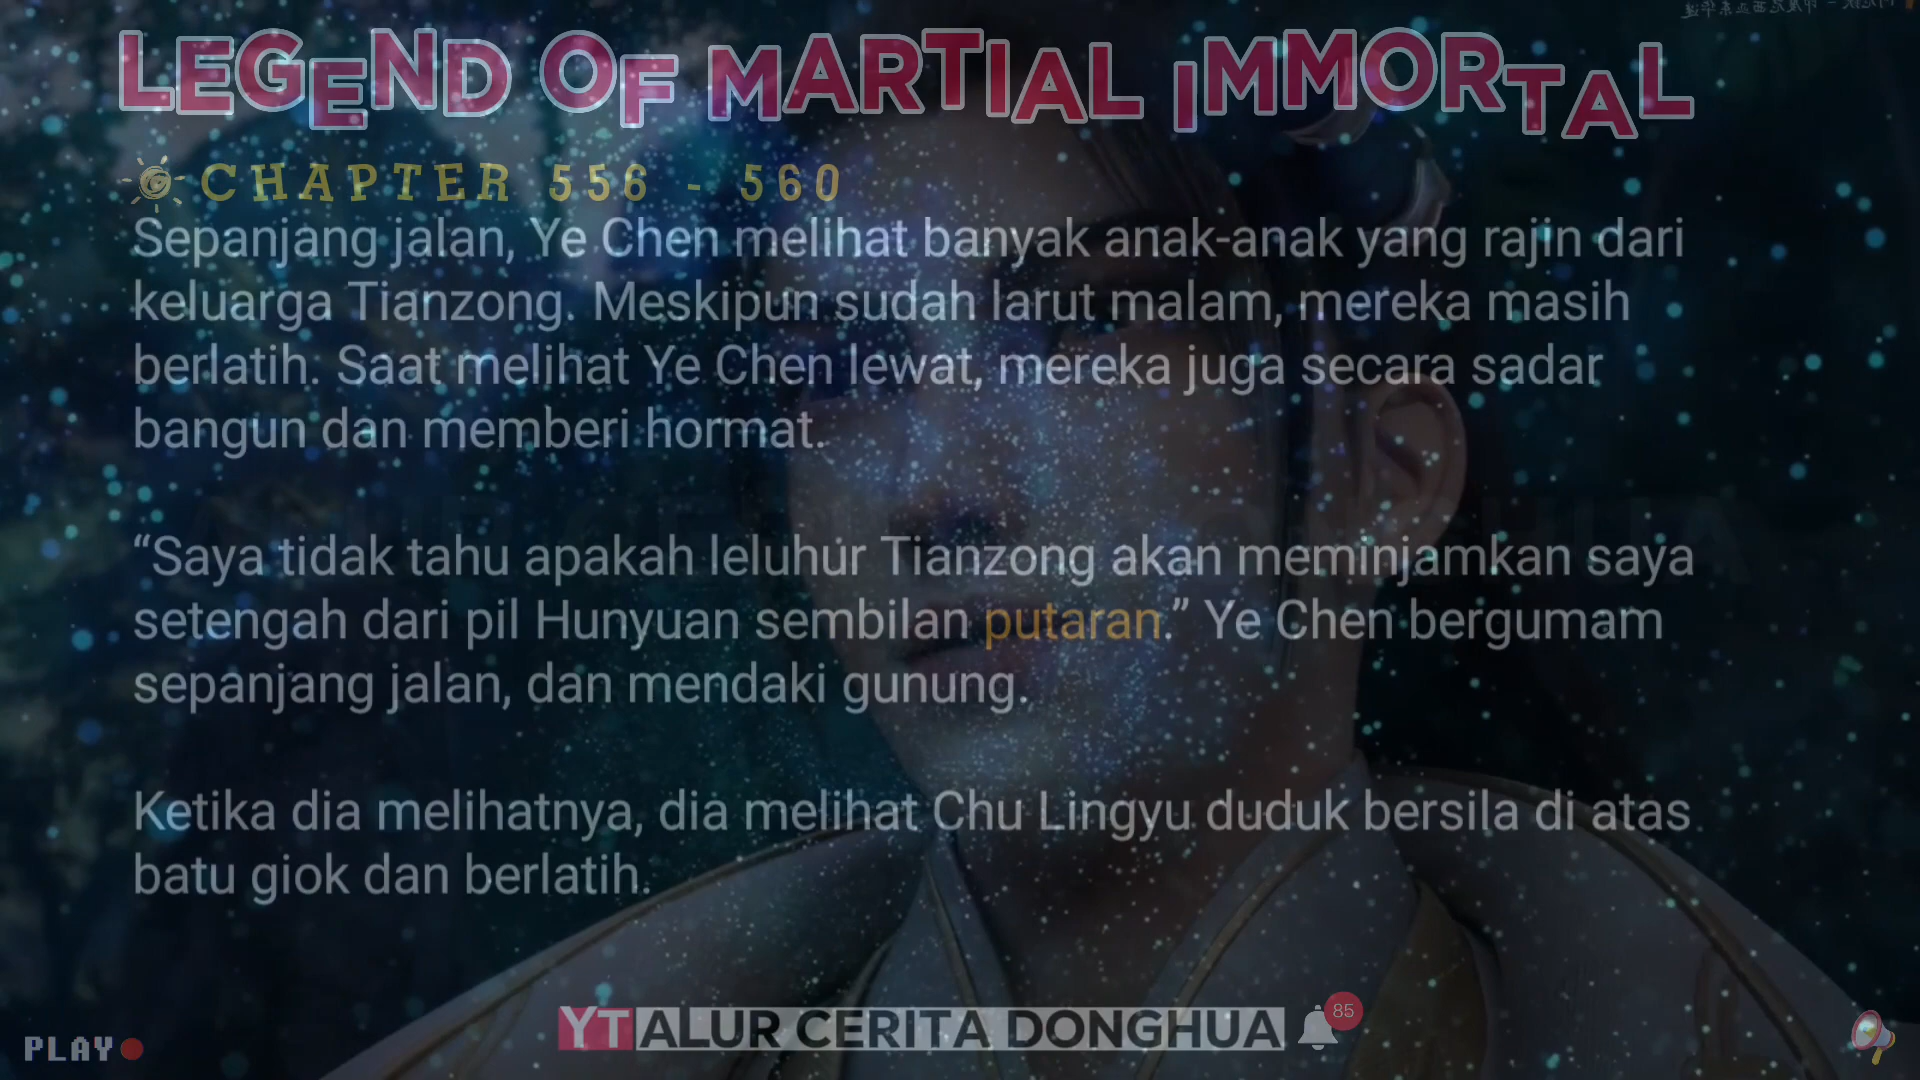 LEGEND OF MARTIAL IMMORTAL
CHAPTER 556 - 560
Sepanjang jalan, Ye Chen melihat banyak anak-anak yang rajin dari
keluarga Tianzong. Meskipun sudah larut malam, mereka masih
berlatih. Saat melihat Ye Chen lewat, mereka juga secara sadar
bangun dan memberi hormat.
“Saya tidak tahu apakah leluhur Tianzong akan meminjamkan saya
setengah dari pil Hunyuan sembilan putaran.” Ye Chen bergumam
sepanjang jalan, dan mendaki gunung.
Ketika dia melihatnya, dia melihat Chu Lingyu duduk bersila di atas
batu giok dan berlatih.
YT ALUR CERITA DONGHUA
85
PLAY